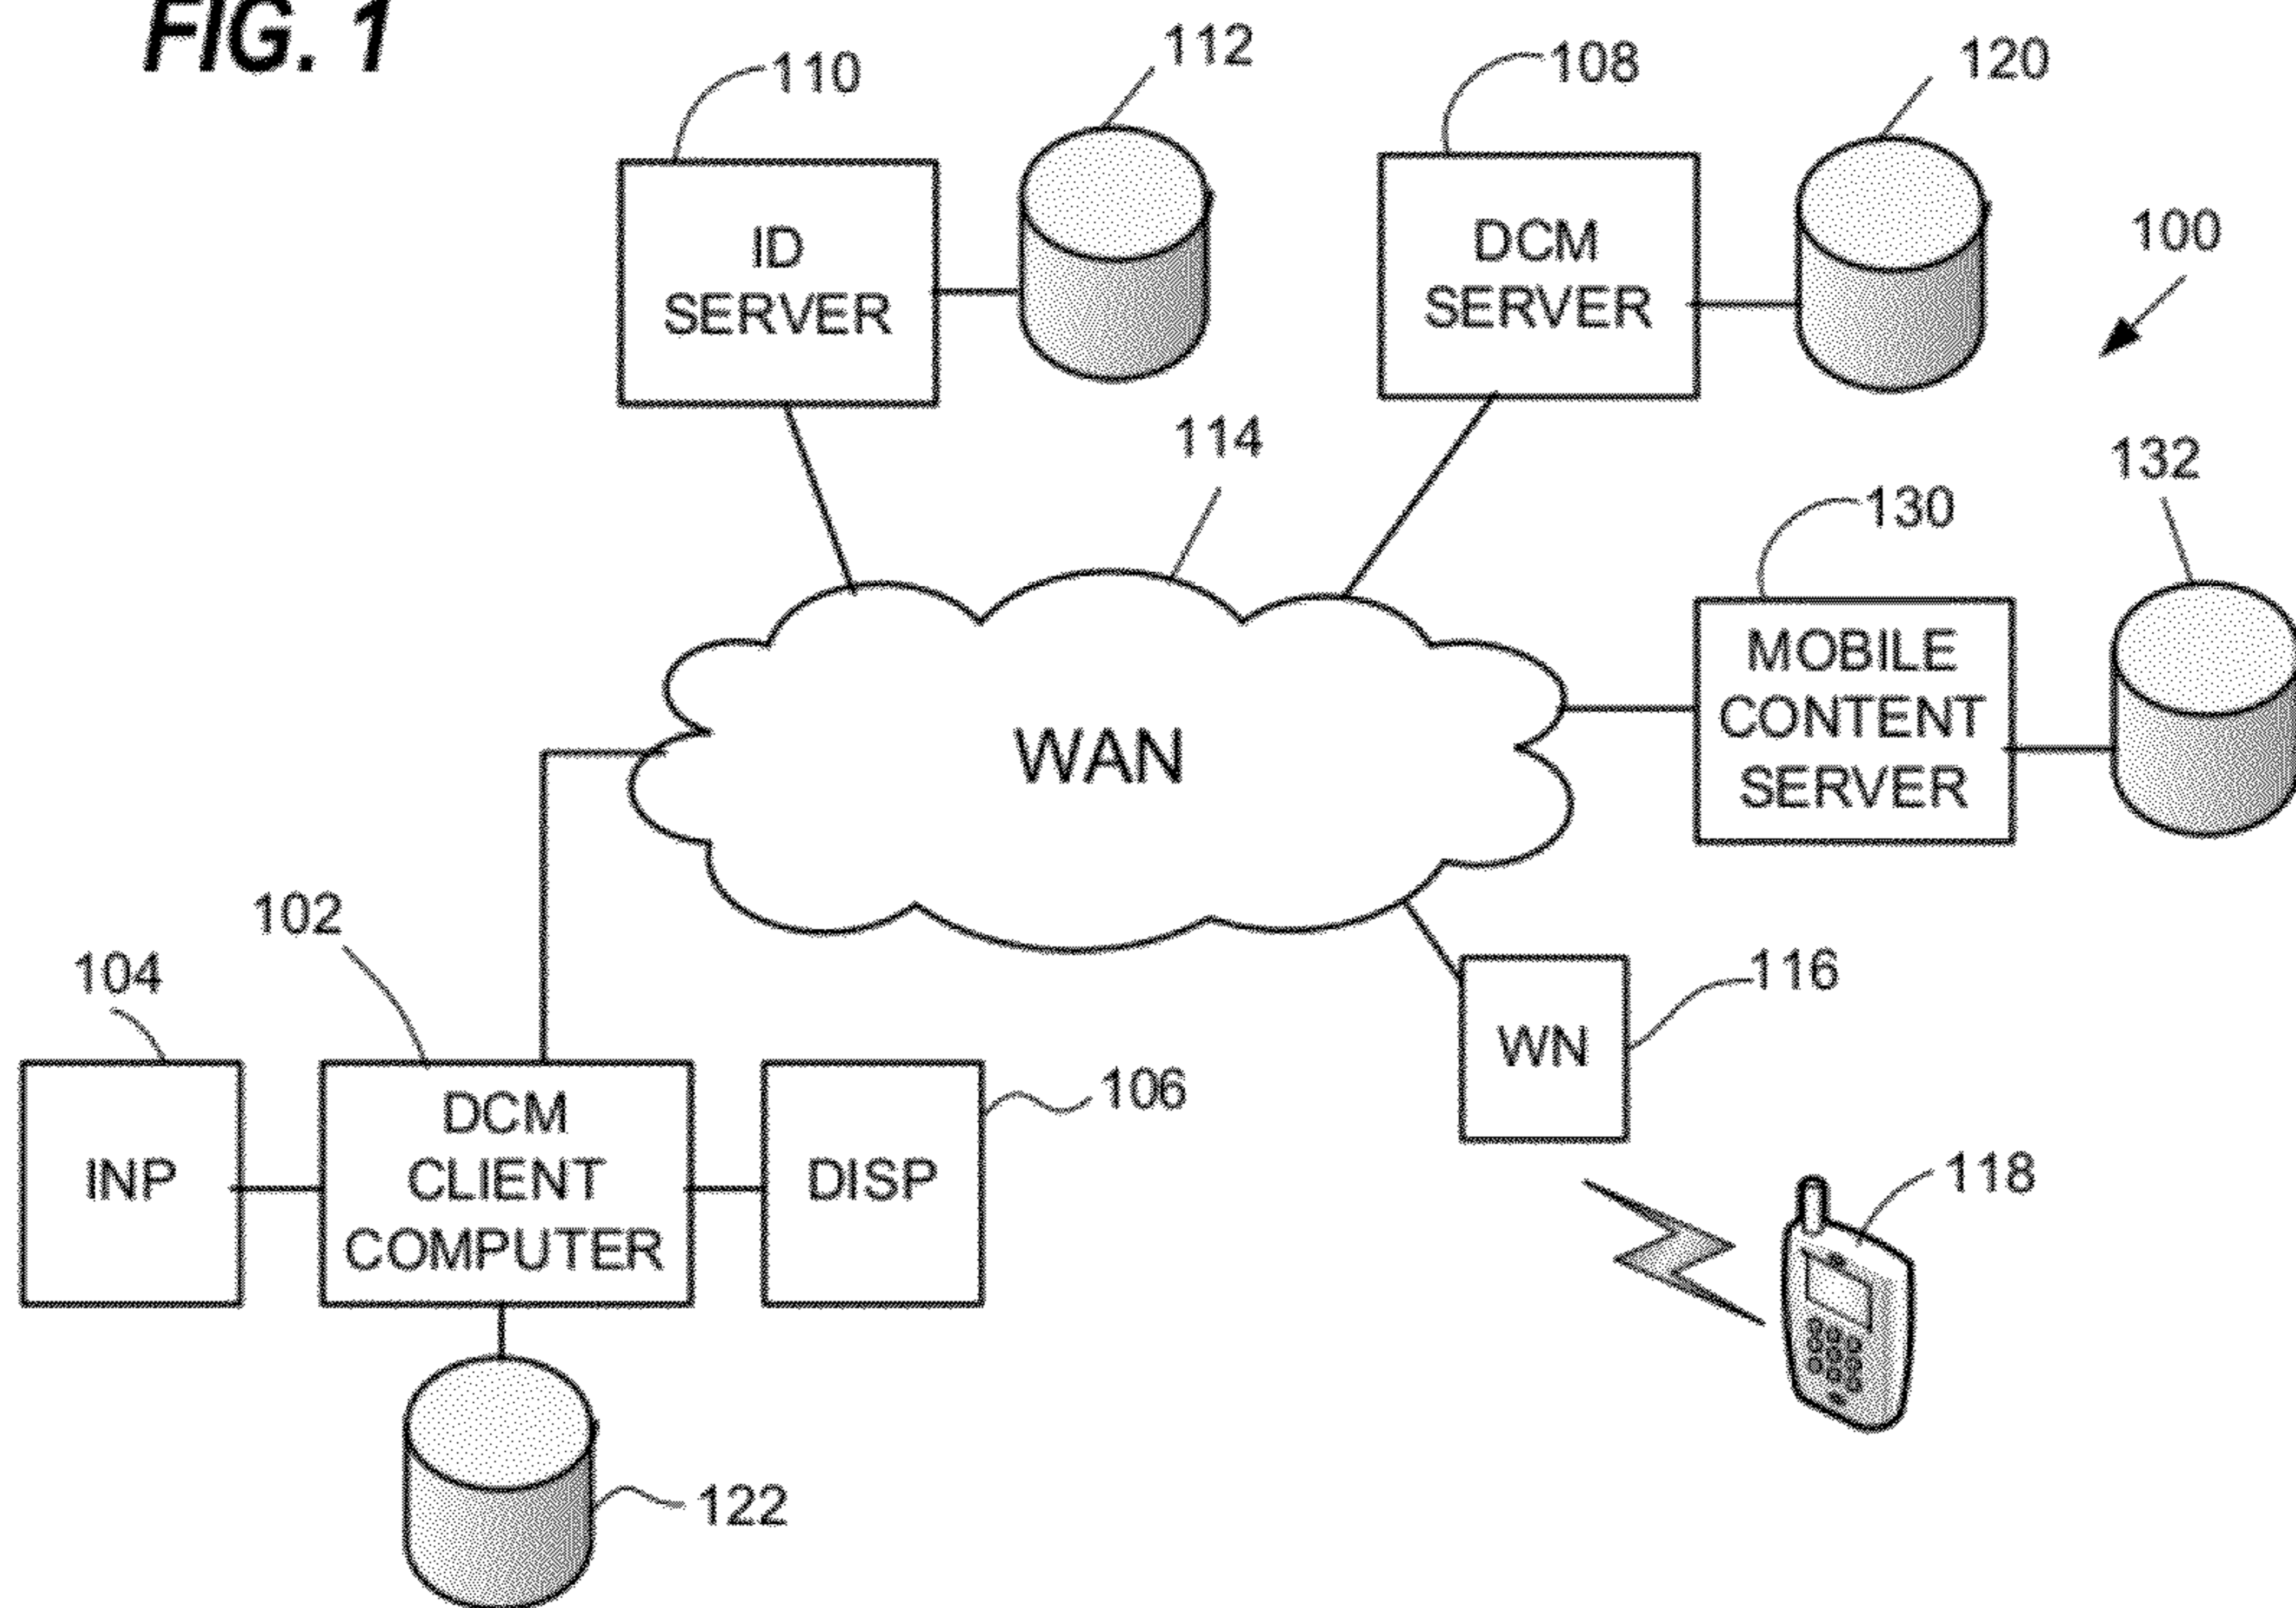 FIG. 1
110
112
108
120
ID
SERVER
DCM
SERVER
100
114
132
130
MOBILE
CONTENT
SERVER
WAN
102
104
116
WN
106
DCM
CLIENT
COMPUTER
INP
DISP
118
122